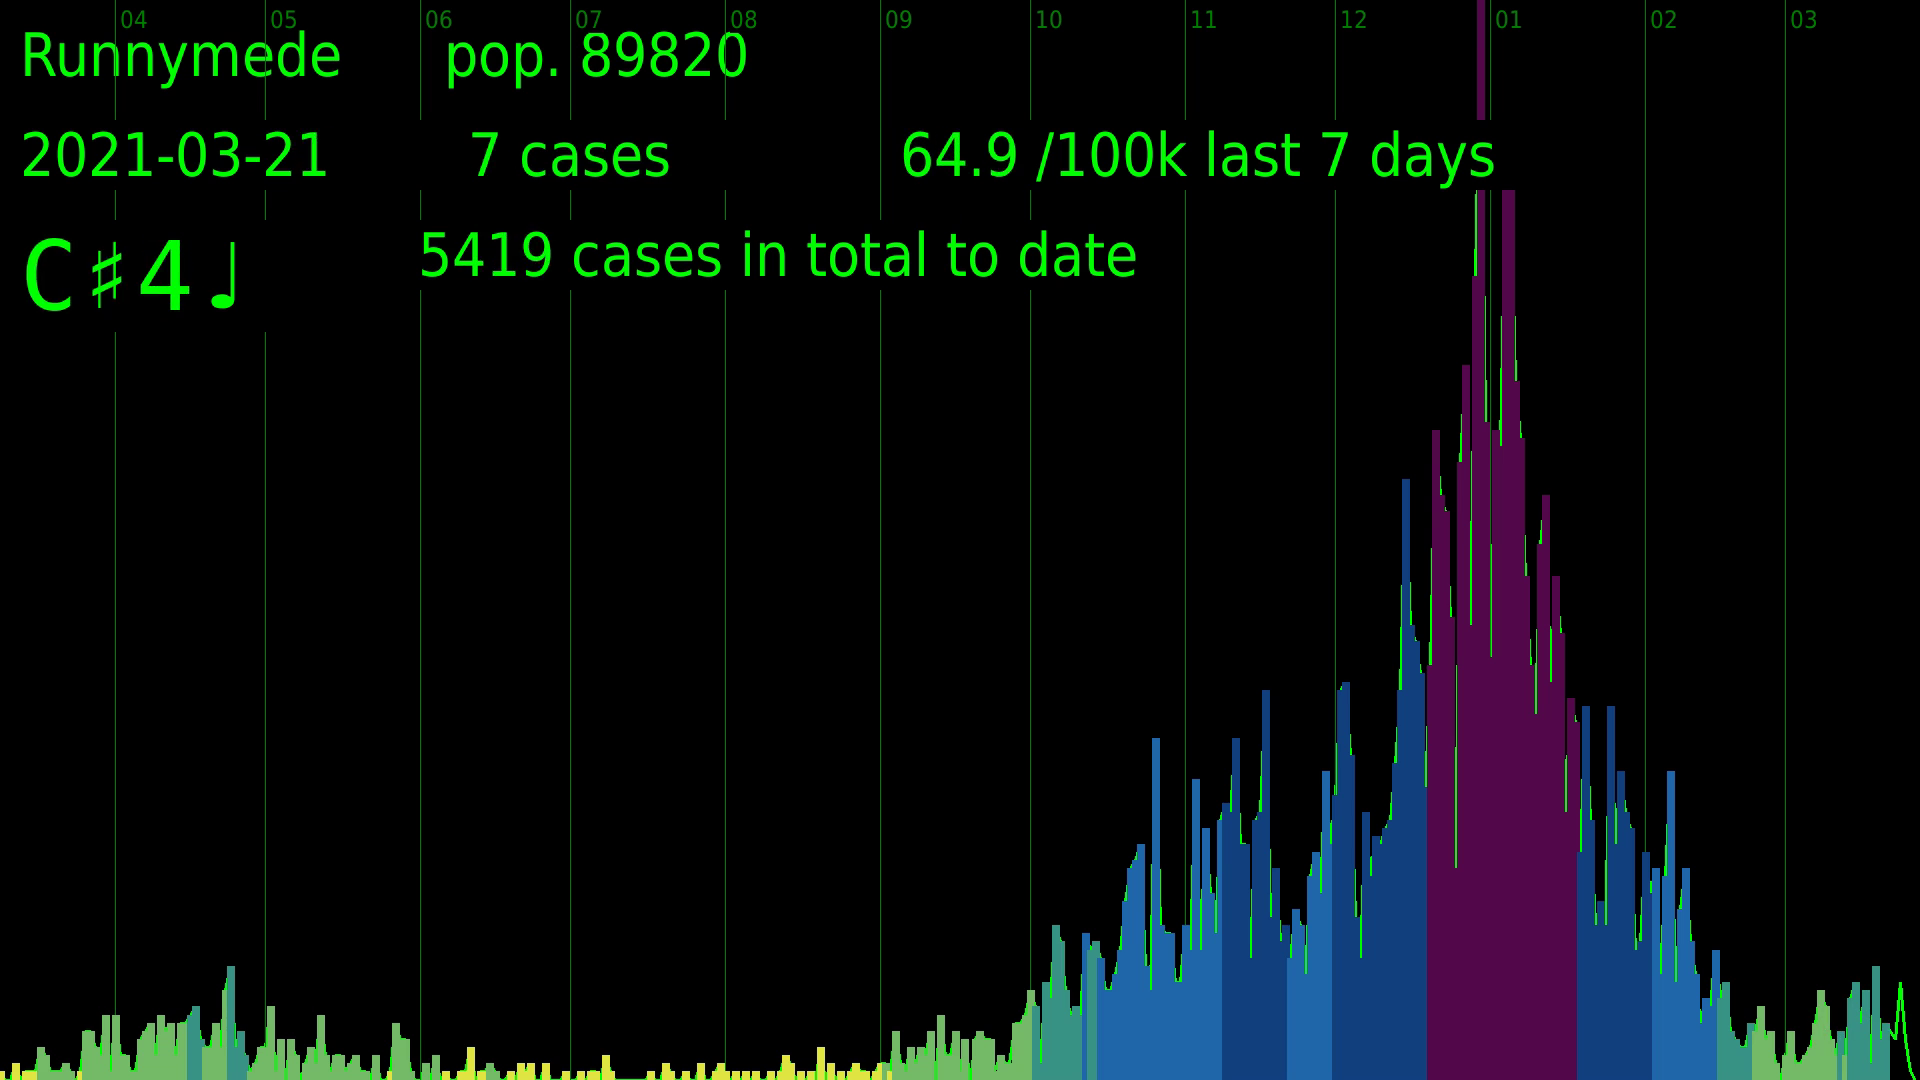 04 05 06 07 08 09 10 11 12 01 02 03
Runnymede pop. 89820
2021-03-21 7 cases 64.9 /100k last 7 days
C♯4♩ 5419 cases in total to date